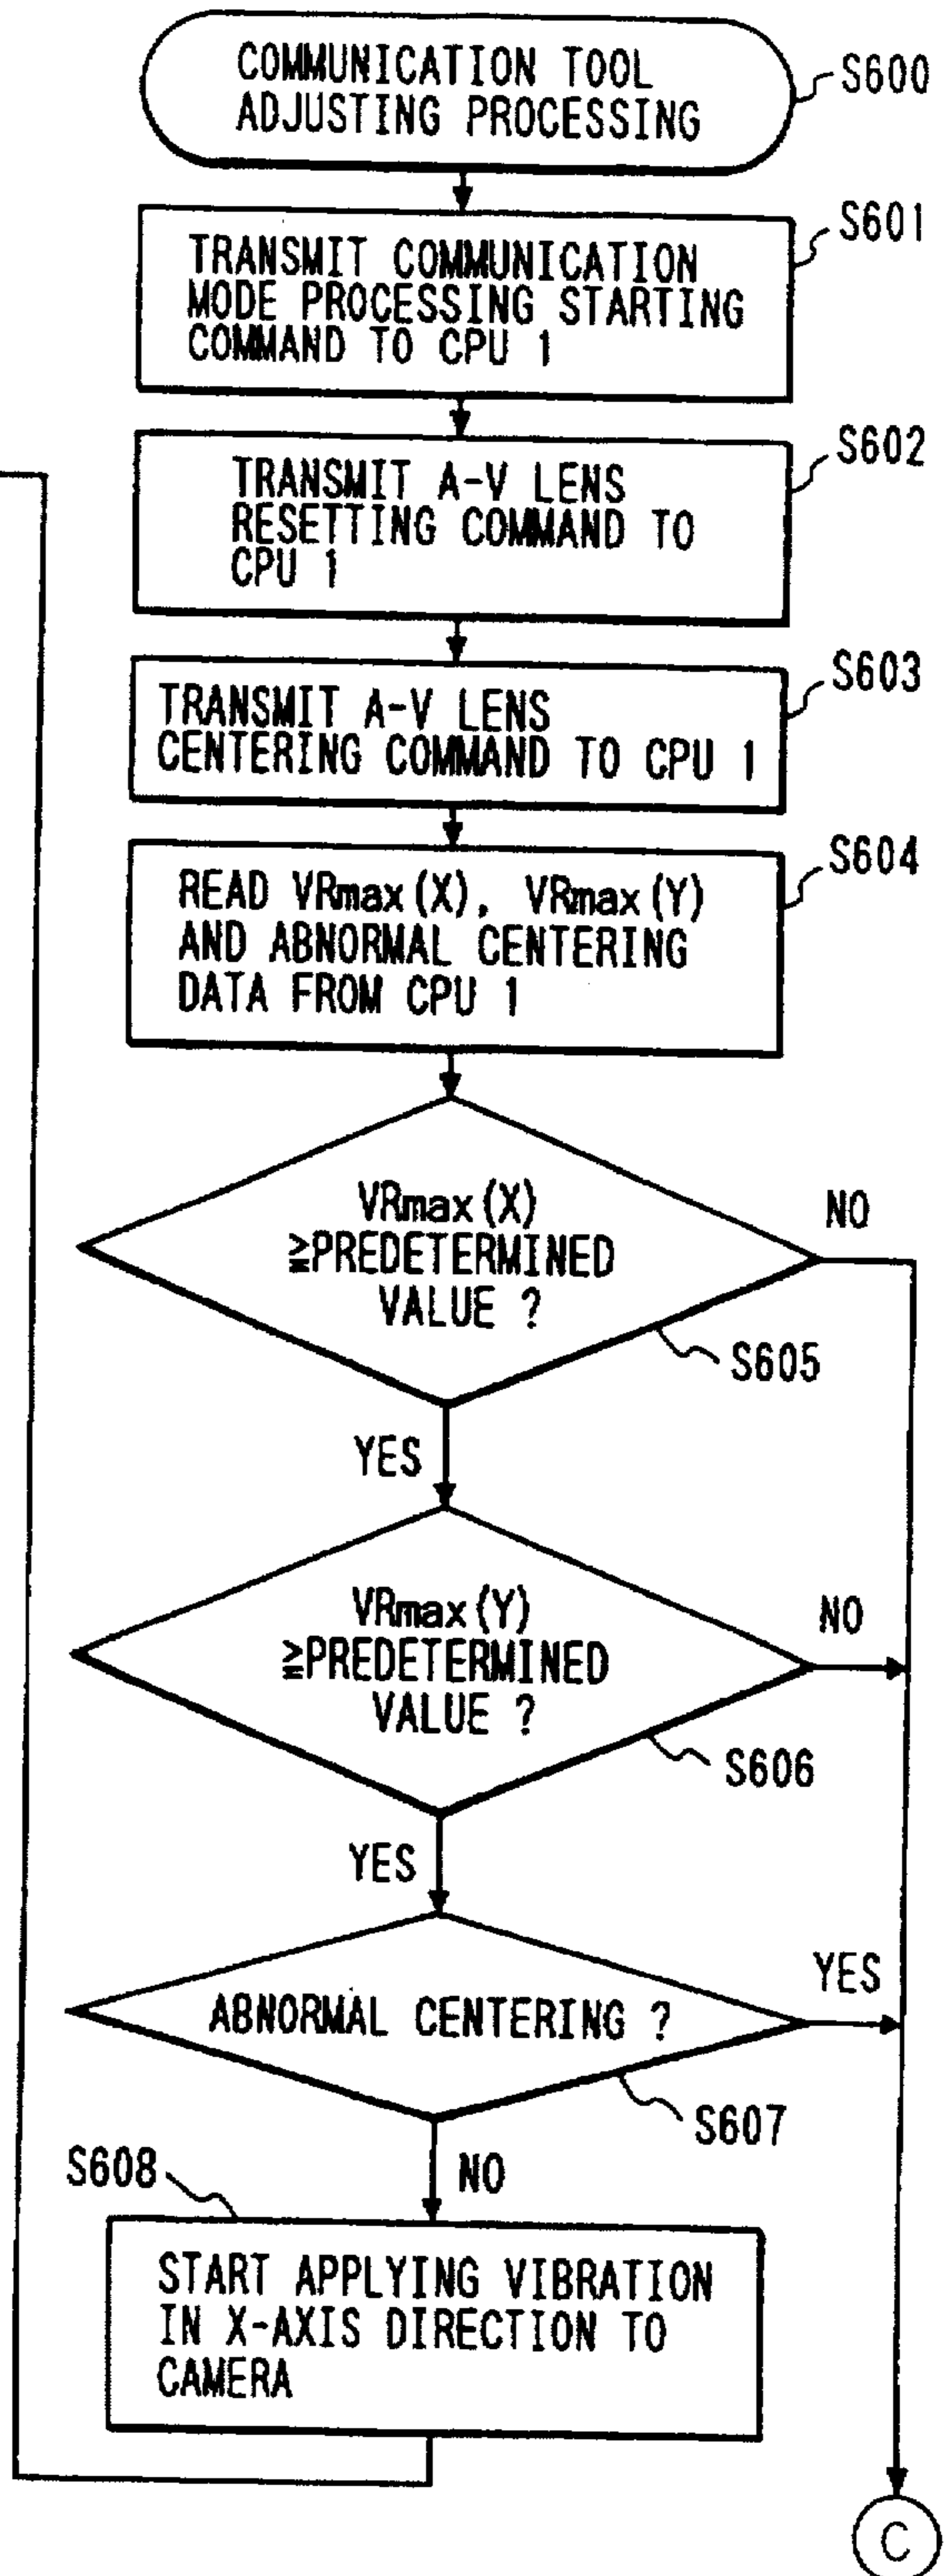 COMMUNICATION TOOL
ADJUSTING PROCESSING
S600
S601
TRANSMIT COMMUNICATION
MODE PROCESSING STARTING
COMMAND TO CPU 1
S602
TRANSMIT A-V LENS
RESETTING COMMAND TO
CPU 1
S603
TRANSMIT A-V LENS
CENTERING COMMAND TO CPU 1
S604
READ VRmax(X), VRmax(Y)
AND ABNORMAL CENTERING
DATA FROM CPU 1
VRmax(X)
≧PREDETERMINED
VALUE ?
NO
S605
YES
VRmax(Y)
≧PREDETERMINED
VALUE ?
NO
S606
YES
ABNORMAL CENTERING ?
YES
S607
NO
S608
START APPLYING VIBRATION
IN X-AXIS DIRECTION TO
CAMERA
C